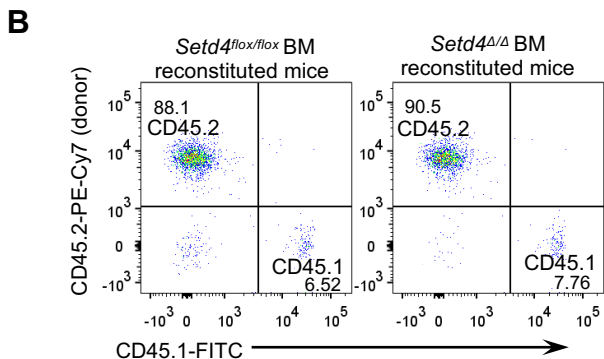 B
Setd4flox/flox BM
reconstituted mice
Setd4Δ/Δ BM
reconstituted mice
CD45.2-PE-Cy7 (donor)
10⁵
10⁴
10³
0
-10³
88.1
CD45.2
CD45.1
6.52
-10³ 0 10³ 10⁴ 10⁵
10⁵
10⁴
10³
0
-10³
90.5
CD45.2
CD45.1
7.76
-10³ 0 10³ 10⁴ 10⁵
CD45.1-FITC